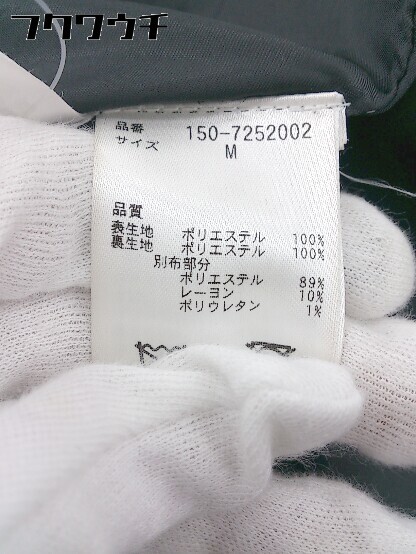 フクワウチ
品番 150-7252002
サイズ M
品質
表生地 ポリエステル 100%
裏生地 ポリエステル 100%
別布部分
ポリエステル 89%
レーヨン 10%
ポリウレタン 1%